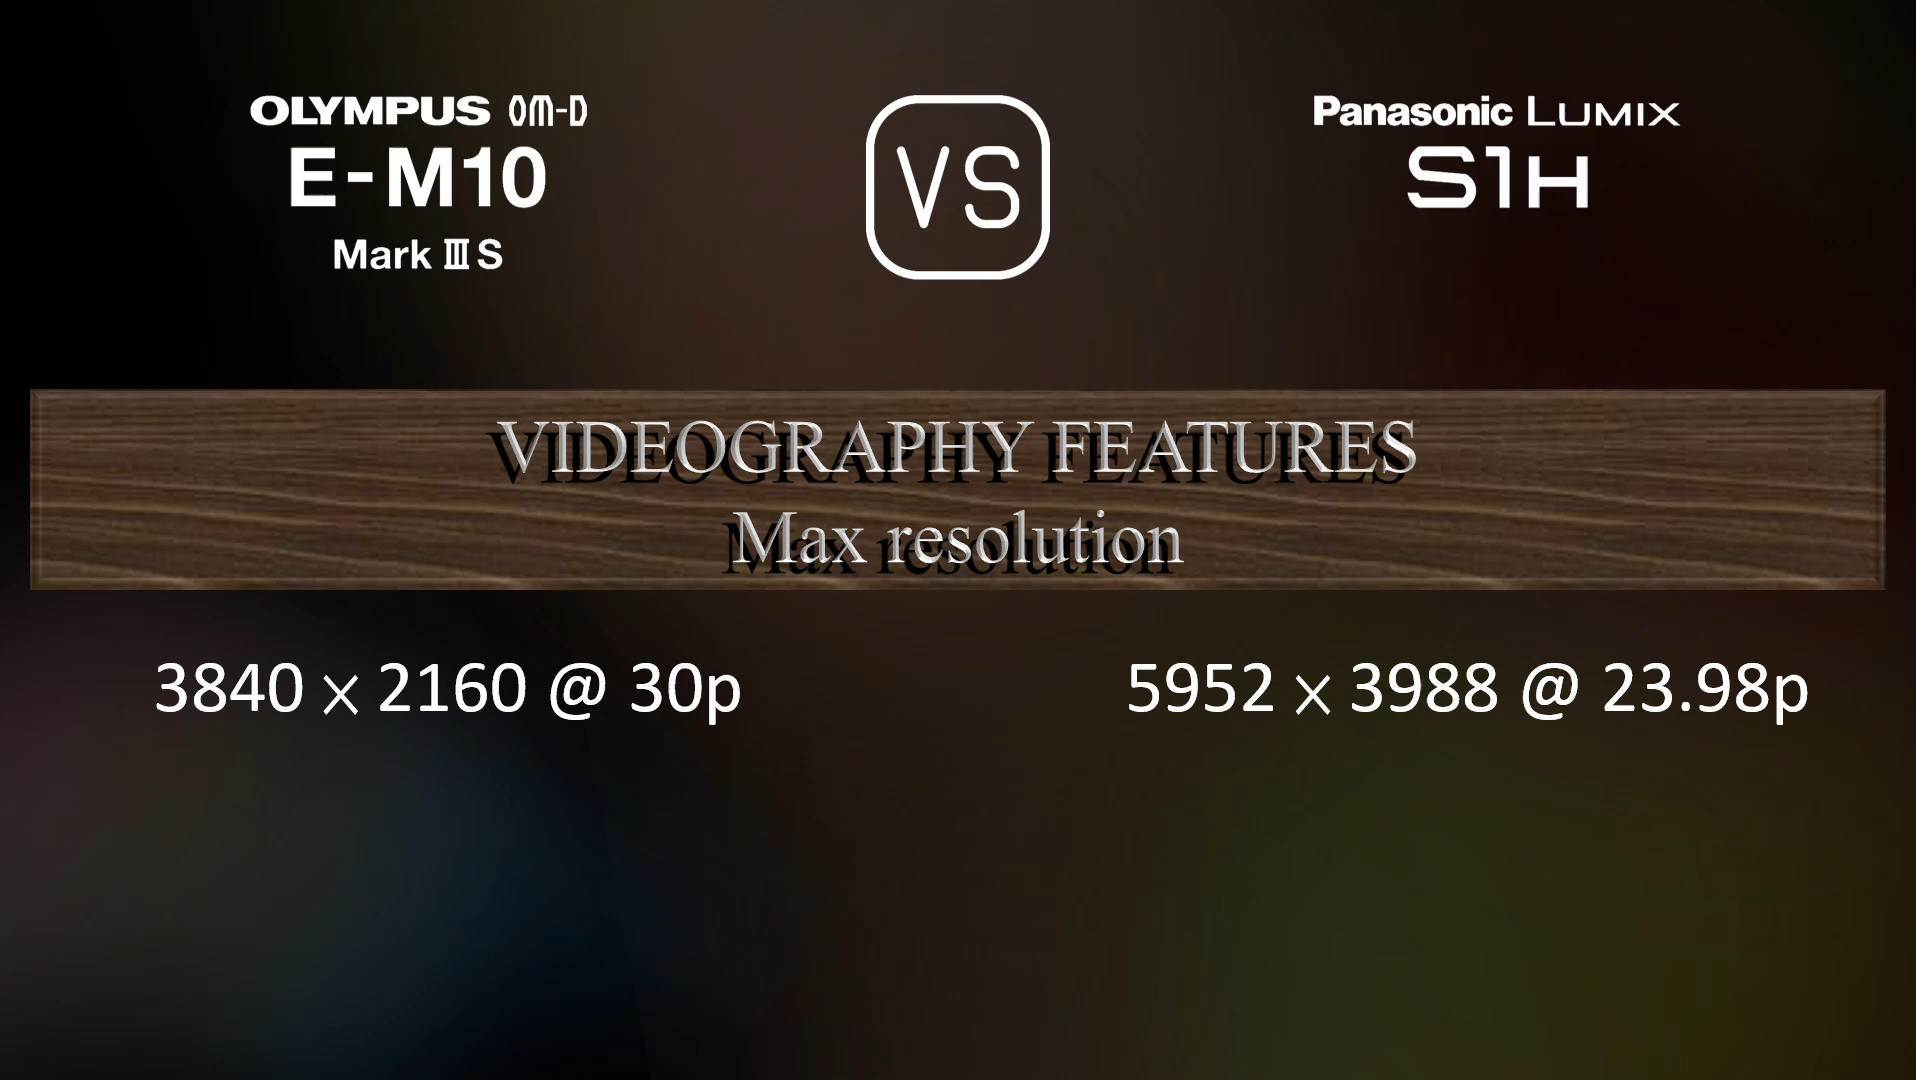 OLYMPUS OM-D
E-M10
Mark III S
VS
Panasonic LUMIX
S1H
VIDEOGRAPHY FEATURES
Max resolution
3840 x 2160 @ 30p
5952 x 3988 @ 23.98p